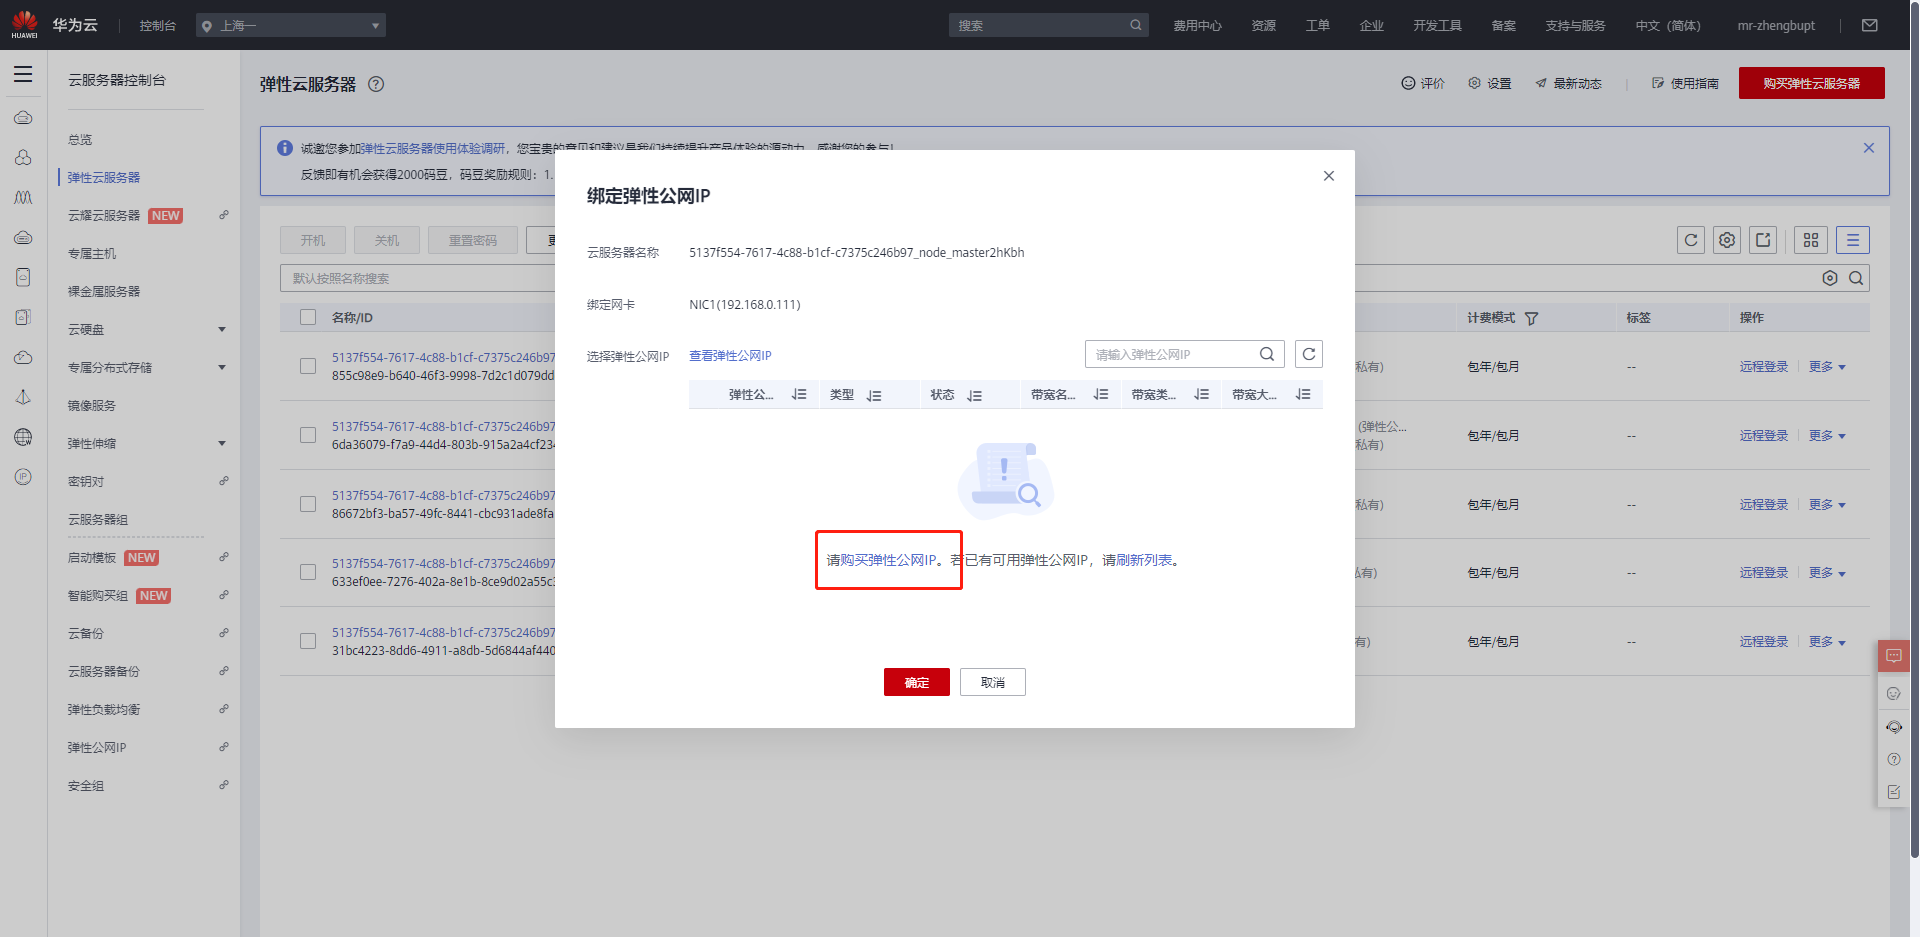 HUAWEI 华为云 控制台 上海一 搜索 费用中心 资源 工单 企业 开发工具 备案 支持与服务 中文 (简体) mr-zhengbupt
云服务器控制台
总览
弹性云服务器
云耀云服务器 NEW
专属主机
裸金属服务器
云硬盘
专属分布式存储
镜像服务
弹性伸缩
密钥对
云服务器组
启动模板 NEW
智能购买组 NEW
云备份
云服务器备份
弹性负载均衡
弹性公网IP
安全组
IP
弹性云服务器 评价 设置 最新动态 使用指南 购买弹性云服务器
诚邀您参加弹性云服务器使用体验调研，您宝贵的意见和建议是我们持续提升产品体验的源动力，感谢您的参与！
反馈即有机会获得2000码豆，码豆奖励规则：1.
开机 关机 重置密码 更
默认按照名称搜索
名称/ID 计费模式 标签 操作
5137f554-7617-4c88-b1cf-c7375c246b97
855c98e9-b640-46f3-9998-7d2c1d079dd
私有) 包年/包月 -- 远程登录 更多
5137f554-7617-4c88-b1cf-c7375c246b97
6da36079-f7a9-44d4-803b-915a2a4cf234
(弹性公...
私有) 包年/包月 -- 远程登录 更多
5137f554-7617-4c88-b1cf-c7375c246b97
86672bf3-ba57-49fc-8441-cbc931ade8fa
私有) 包年/包月 -- 远程登录 更多
5137f554-7617-4c88-b1cf-c7375c246b97
633ef0ee-7276-402a-8e1b-8ce9d02a55c
私有) 包年/包月 -- 远程登录 更多
5137f554-7617-4c88-b1cf-c7375c246b97
31bc4223-8dd6-4911-a8db-5d6844af440
有) 包年/包月 -- 远程登录 更多
绑定弹性公网IP
云服务器名称 5137f554-7617-4c88-b1cf-c7375c246b97_node_master2hKbh
绑定网卡 NIC1(192.168.0.111)
选择弹性公网IP 查看弹性公网IP 请输入弹性公网IP
弹性公... 类型 状态 带宽名... 带宽类... 带宽大...
请购买弹性公网IP。若已有可用弹性公网IP，请刷新列表。
确定 取消